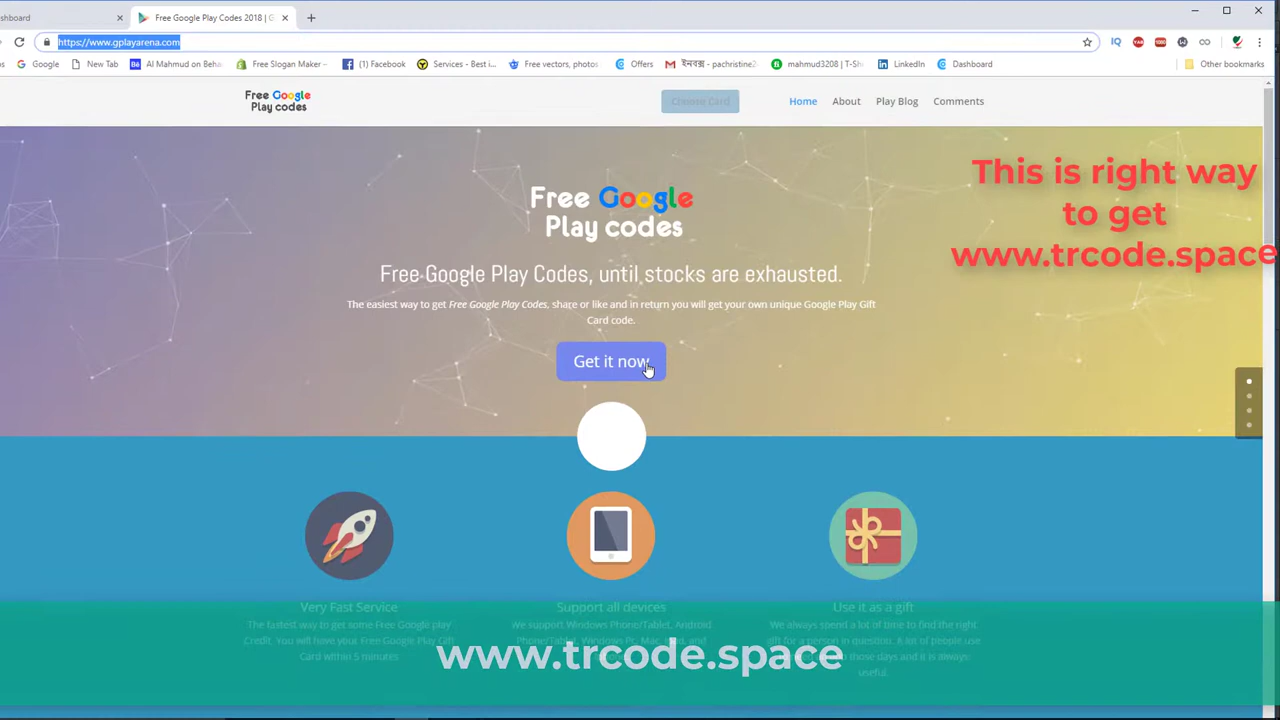 shboard
Free Google Play Codes 2018 | G
https://www.gplayarena.com
Google
New Tab
Al Mahmud on Behan
Free Slogan Maker -
(1) Facebook
Services - Best i...
Free vectors, photos
Offers
mahmud3208 | T-Sh
LinkedIn
Dashboard
Other bookmarks
Free Google
Play codes
Choose Card
Home
About
Play Blog
Comments
This is right way
to get
www.trcode.space
Free Google
Play codes
Free Google Play Codes, until stocks are exhausted.
The easiest way to get Free Google Play Codes, share or like and in return you will get your own unique Google Play Gift
Card code.
Get it now
Very Fast Service
Support all devices
Use it as a gift
The fastest way to get some Free Google play
Credit. You will have your Free Google Play Gift
Card within 5 minutes
We support Windows Phone/Tablet, Android
Phone/Tablet, Windows Pc, Mac,
We always spend a lot of time to find the right
gift for a person in question. A lot of people use
those days and it is always
useful.
www.trcode.space